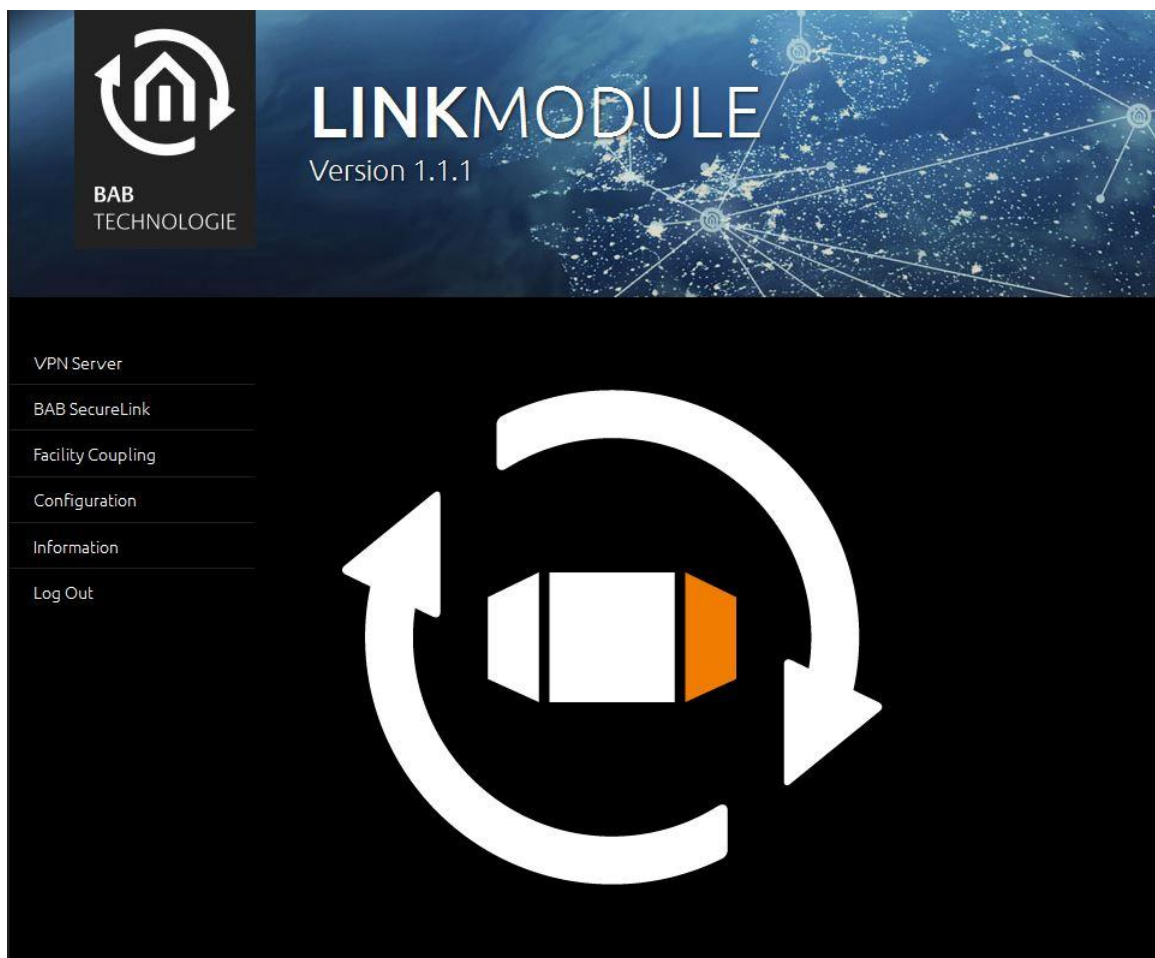 BAB
TECHNOLOGIE
LINKMODULE
Version 1.1.1
VPN Server
BAB SecureLink
Facility Coupling
Configuration
Information
Log Out